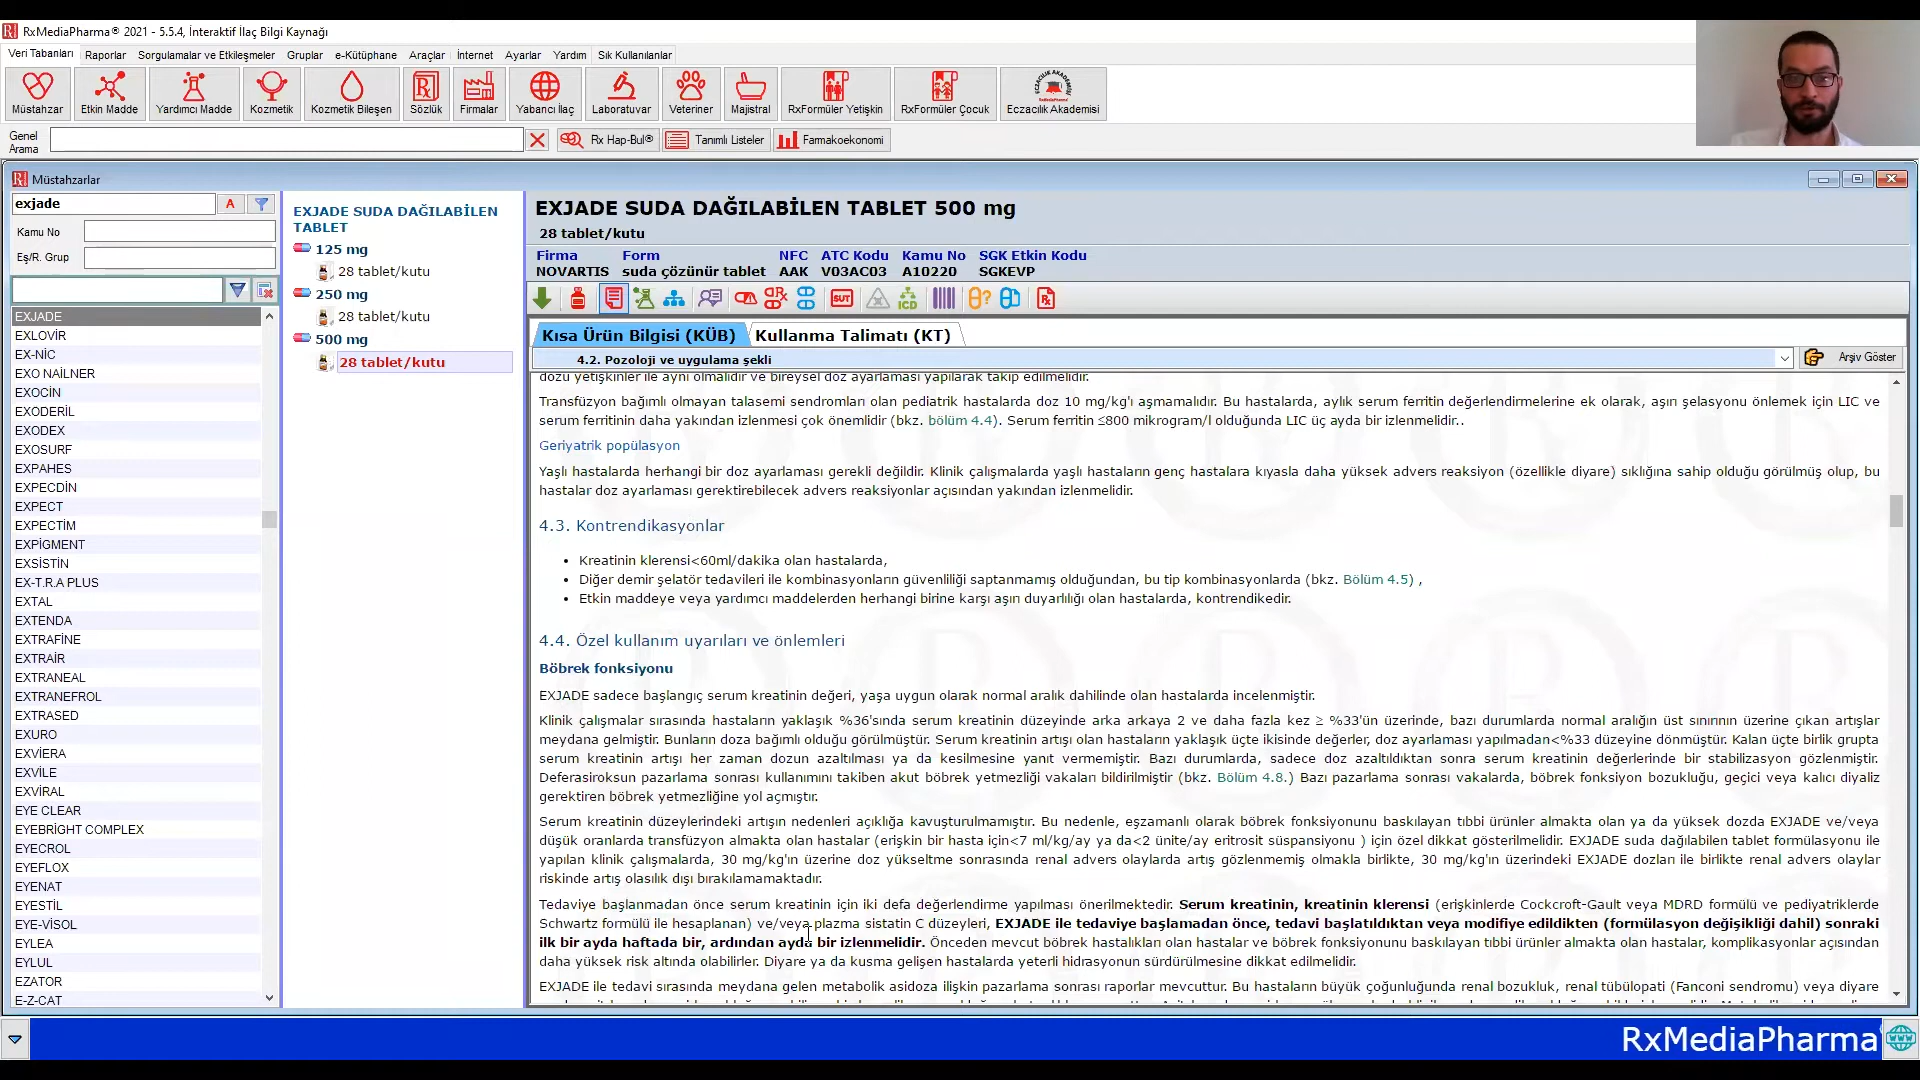 RxMediaPharma® 2021 - 5.5.4, İnteraktif İlaç Bilgi Kaynağı
Veri Tabanları Raporlar Sorgulamalar ve Etkileşmeler Gruplar e-Kütüphane Araçlar İnternet Ayarlar Yardım Sık Kullanılanlar
Müstahzar Etkin Madde Yardımcı Madde Kozmetik Kozmetik Bileşen Sözlük Firmalar Yabancı İlaç Laboratuvar Veteriner Majistral RxFormüler Yetişkin RxFormüler Çocuk Eczacılık Akademisi
Genel Arama Rx Hap-Bul® Tanımlı Listeler Farmakoekonomi
Müstahzarlar
exjade A
Kamu No
Eş/R. Grup
EXJADE
EXLOVİR
EX-NİC
EXO NAİLNER
EXOCİN
EXODERİL
EXODEX
EXOSURF
EXPAHES
EXPECDİN
EXPECT
EXPECTİM
EXPİGMENT
EXSİSTİN
EX-T.R.A PLUS
EXTAL
EXTENDA
EXTRAFİNE
EXTRAİR
EXTRANEAL
EXTRANEFROL
EXTRASED
EXURO
EXVİERA
EXVİLE
EXVİRAL
EYE CLEAR
EYEBRİGHT COMPLEX
EYECROL
EYEFLOX
EYENAT
EYESTİL
EYE-VİSOL
EYLEA
EYLUL
EZATOR
E-Z-CAT
EXJADE SUDA DAĞILABİLEN
TABLET
125 mg
28 tablet/kutu
250 mg
28 tablet/kutu
500 mg
28 tablet/kutu
EXJADE SUDA DAĞILABİLEN TABLET 500 mg
28 tablet/kutu
Firma Form NFC ATC Kodu Kamu No SGK Etkin Kodu
NOVARTIS suda çözünür tablet AAK V03AC03 A10220 SGKEVP
SUT ICD
Kısa Ürün Bilgisi (KÜB) Kullanma Talimatı (KT)
4.2. Pozoloji ve uygulama şekli Arşiv Göster
dozu yetişkinler ile aynı olmalıdır ve bireysel doz ayarlaması yapılarak takip edilmelidir.
Transfüzyon bağımlı olmayan talasemi sendromları olan pediatrik hastalarda doz 10 mg/kg'ı aşmamalıdır. Bu hastalarda, aylık serum ferritin değerlendirmelerine ek olarak, aşırı şelasyonu önlemek için LIC ve
serum ferritinin daha yakından izlenmesi çok önemlidir (bkz. bölüm 4.4). Serum ferritin ≤800 mikrogram/l olduğunda LIC üç ayda bir izlenmelidir..
Geriyatrik popülasyon
Yaşlı hastalarda herhangi bir doz ayarlaması gerekli değildir. Klinik çalışmalarda yaşlı hastaların genç hastalara kıyasla daha yüksek advers reaksiyon (özellikle diyare) sıklığına sahip olduğu görülmüş olup, bu
hastalar doz ayarlaması gerektirebilecek advers reaksiyonlar açısından yakından izlenmelidir.
4.3. Kontrendikasyonlar
• Kreatinin klerensi<60ml/dakika olan hastalarda,
• Diğer demir şelatör tedavileri ile kombinasyonların güvenliliği saptanmamış olduğundan, bu tip kombinasyonlarda (bkz. Bölüm 4.5) ,
• Etkin maddeye veya yardımcı maddelerden herhangi birine karşı aşırı duyarlılığı olan hastalarda, kontrendikedir.
4.4. Özel kullanım uyarıları ve önlemleri
Böbrek fonksiyonu
EXJADE sadece başlangıç serum kreatinin değeri, yaşa uygun olarak normal aralık dahilinde olan hastalarda incelenmiştir.
Klinik çalışmalar sırasında hastaların yaklaşık %36'sında serum kreatinin düzeyinde arka arkaya 2 ve daha fazla kez ≥ %33'ün üzerinde, bazı durumlarda normal aralığın üst sınırının üzerine çıkan artışlar
meydana gelmiştir. Bunların doza bağımlı olduğu görülmüştür. Serum kreatinin artışı olan hastaların yaklaşık üçte ikisinde değerler, doz ayarlaması yapılmadan<%33 düzeyine dönmüştür. Kalan üçte birlik grupta
serum kreatinin artışı her zaman dozun azaltılması ya da kesilmesine yanıt vermemiştir. Bazı durumlarda, sadece doz azaltıldıktan sonra serum kreatinin değerlerinde bir stabilizasyon gözlenmiştir.
Deferasiroksun pazarlama sonrası kullanımını takiben akut böbrek yetmezliği vakaları bildirilmiştir (bkz. Bölüm 4.8.) Bazı pazarlama sonrası vakalarda, böbrek fonksiyon bozukluğu, geçici veya kalıcı diyaliz
gerektiren böbrek yetmezliğine yol açmıştır.
Serum kreatinin düzeylerindeki artışın nedenleri açıklığa kavuşturulmamıştır. Bu nedenle, eşzamanlı olarak böbrek fonksiyonunu baskılayan tıbbi ürünler almakta olan ya da yüksek dozda EXJADE ve/veya
düşük oranlarda transfüzyon almakta olan hastalar (erişkin bir hasta için<7 ml/kg/ay ya da<2 ünite/ay eritrosit süspansiyonu ) için özel dikkat gösterilmelidir. EXJADE suda dağılabilen tablet formülasyonu ile
yapılan klinik çalışmalarda, 30 mg/kg'ın üzerine doz yükseltme sonrasında renal advers olaylarda artış gözlenmemiş olmakla birlikte, 30 mg/kg'ın üzerindeki EXJADE dozları ile birlikte renal advers olaylar
riskinde artış olasılık dışı bırakılamamaktadır.
Tedaviye başlanmadan önce serum kreatinin için iki defa değerlendirme yapılması önerilmektedir. Serum kreatinin, kreatinin klerensi (erişkinlerde Cockcroft-Gault veya MDRD formülü ve pediyatriklerde
Schwartz formülü ile hesaplanan) ve/veya plazma sistatin C düzeyleri, EXJADE ile tedaviye başlamadan önce, tedavi başlatıldıktan veya modifiye edildikten (formülasyon değişikliği dahil) sonraki
ilk bir ayda haftada bir, ardından ayda bir izlenmelidir. Önceden mevcut böbrek hastalıkları olan hastalar ve böbrek fonksiyonunu baskılayan tıbbi ürünler almakta olan hastalar, komplikasyonlar açısından
daha yüksek risk altında olabilirler. Diyare ya da kusma gelişen hastalarda yeterli hidrasyonun sürdürülmesine dikkat edilmelidir.
EXJADE ile tedavi sırasında meydana gelen metabolik asidoza ilişkin pazarlama sonrası raporlar mevcuttur. Bu hastaların büyük çoğunluğunda renal bozukluk, renal tübülopati (Fanconi sendromu) veya diyare
RxMediaPharma